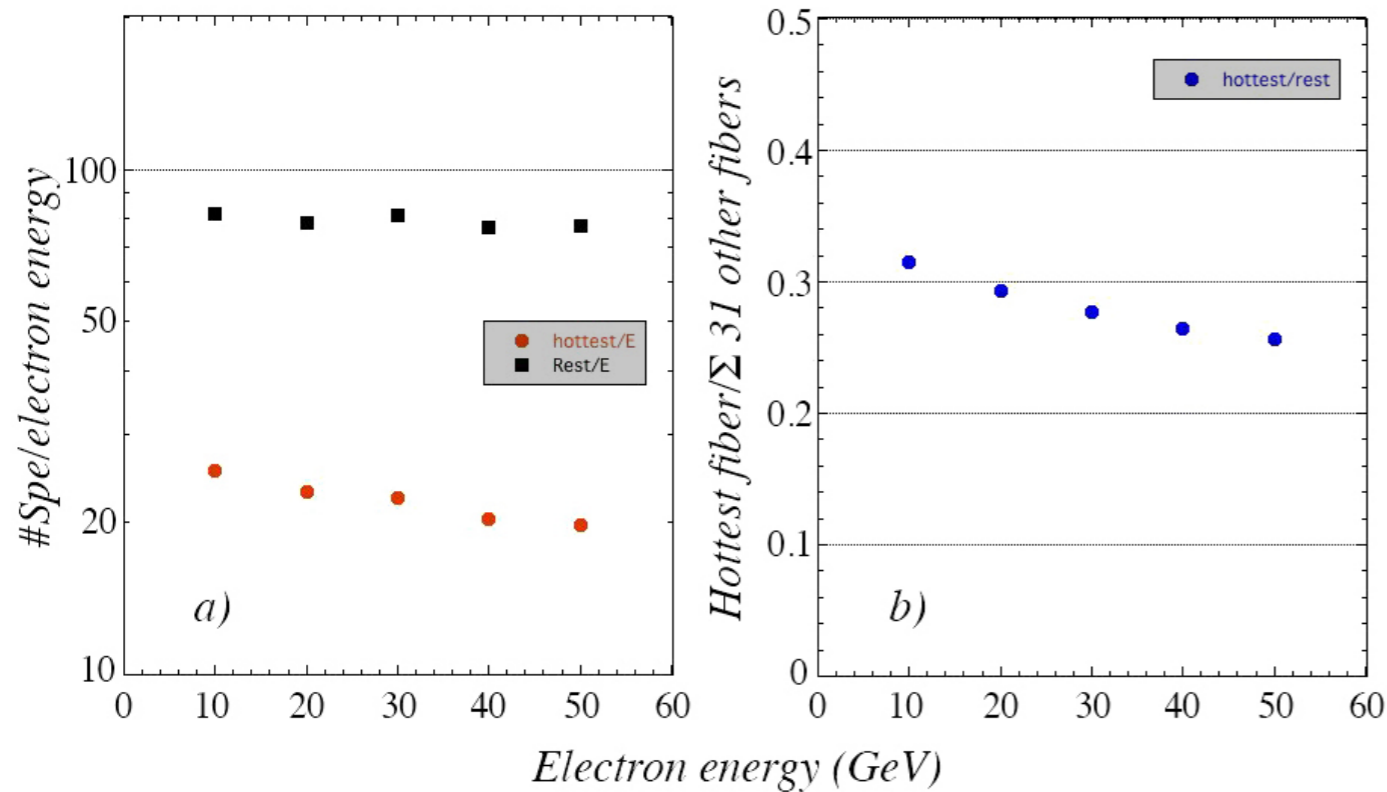 #Spe/electron energy
100
50
20
10
hottest/E
Rest/E
a)
0 10 20 30 40 50 60
Hottest fiber/Σ 31 other fibers
0.5
0.4
0.3
0.2
0.1
0
hottest/rest
b)
0 10 20 30 40 50 60
Electron energy (GeV)